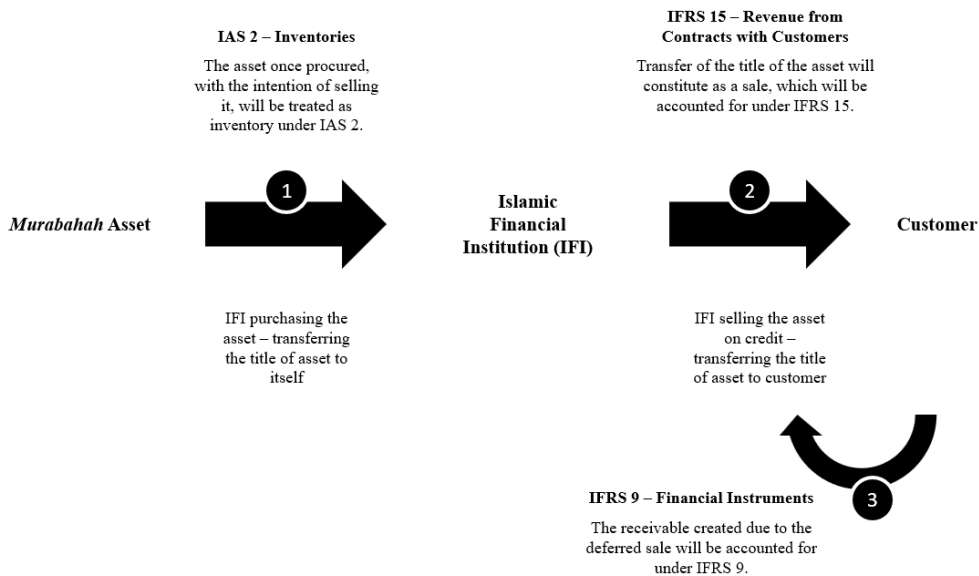 IAS 2 – Inventories
The asset once procured,
with the intention of selling
it, will be treated as
inventory under IAS 2.
IFRS 15 – Revenue from
Contracts with Customers
Transfer of the title of the asset will
constitute as a sale, which will be
accounted for under IFRS 15.
Murabahah Asset
1
Islamic
Financial
Institution (IFI)
2
Customer
IFI purchasing the
asset – transferring
the title of asset to
itself
IFI selling the asset
on credit –
transferring the title
of asset to customer
3
IFRS 9 – Financial Instruments
The receivable created due to the
deferred sale will be accounted for
under IFRS 9.